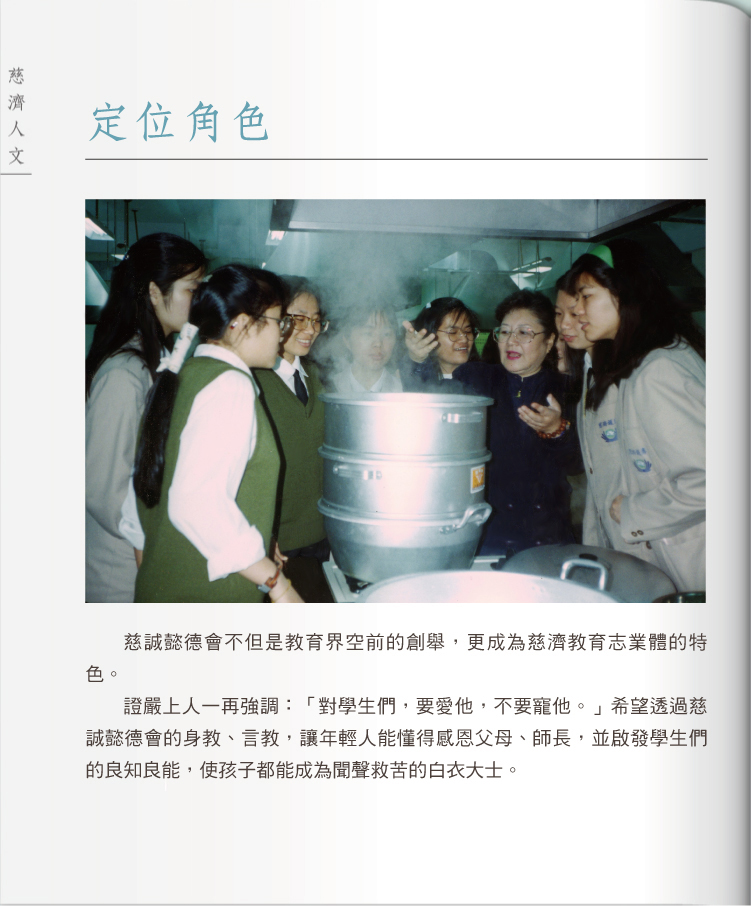 慈濟人文
定位角色
慈誠懿德會不但是教育界空前的創舉，更成為慈濟教育志業體的特
色。
證嚴上人一再強調：「對學生們，要愛他，不要寵他。」希望透過慈
誠懿德會的身教、言教，讓年輕人能懂得感恩父母、師長，並啟發學生們
的良知良能，使孩子都能成為聞聲救苦的白衣大士。